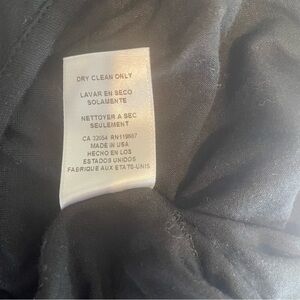 DRY CLEAN ONLY
LAVAR EN SECO
SOLAMENTE
NETTOYER A SEC
SEULEMENT
CA 32054 RN119667
MADE IN USA
HECHO EN LOS
ESTADOS UNIDOS
FABRIQUE AUX ETATS-UNIS